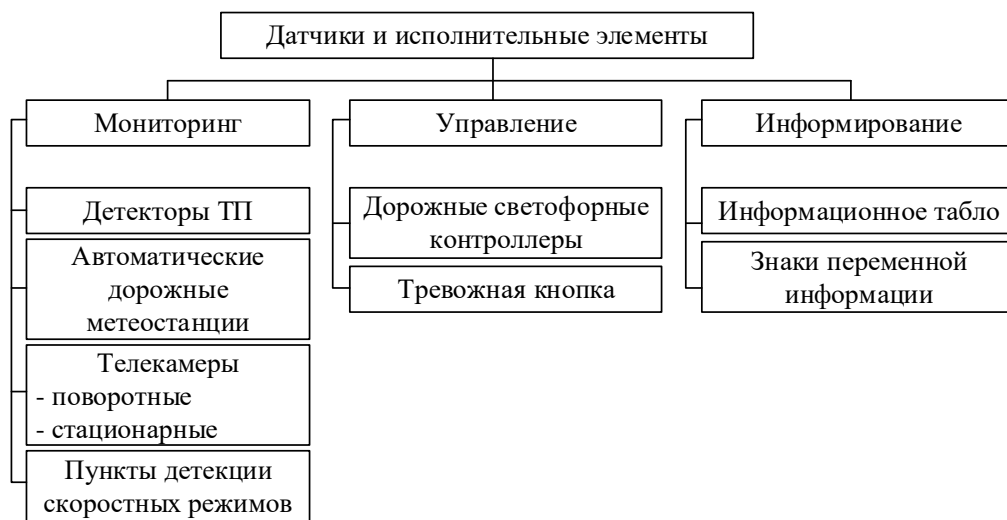 Датчики и исполнительные элементы
Мониторинг
Детекторы ТП
Автоматические
дорожные
метеостанции
Телекамеры
- поворотные
- стационарные
Пункты детекции
скоростных режимов
Управление
Дорожные светофорные
контроллеры
Тревожная кнопка
Информирование
Информационное табло
Знаки переменной
информации